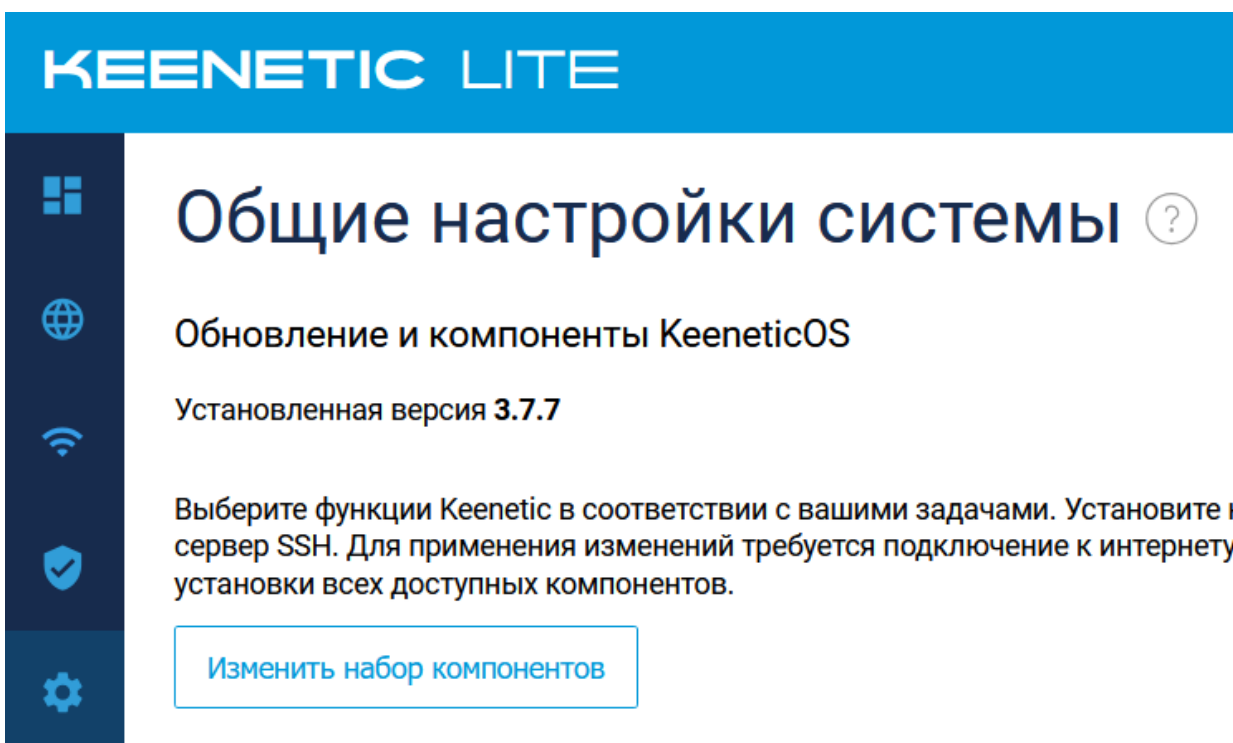 KEENETIC LITE
Общие настройки системы ?
Обновление и компоненты KeeneticOS
Установленная версия 3.7.7
Выберите функции Keenetic в соответствии с вашими задачами. Установите
сервер SSH. Для применения изменений требуется подключение к интернету
установки всех доступных компонентов.
Изменить набор компонентов